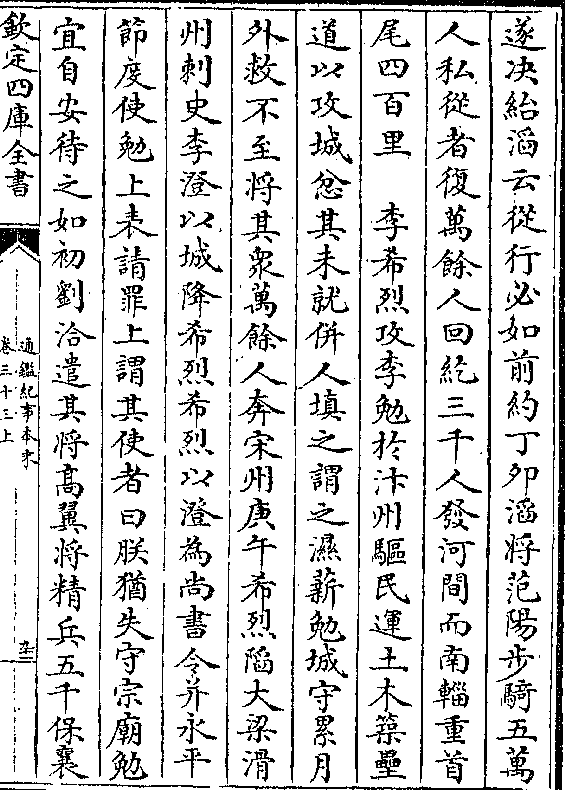 遂决紿滔云從行必如前約丁卯滔將范陽步騎五萬
人私從者復萬餘人回紇三千人發河間而南輜重首
尾四百里　李希烈攻李勉於汴州驅民運土木築壘
道以攻城忿其未就併人填之謂之濕薪勉城守累月
外救不至將其衆萬餘人奔宋州庚午希烈陷大梁滑
州刺史李澄以城降希烈希烈以澄為尚書令并永平
節度使勉上表請罪上謂其使者曰朕猶失守宗廟勉
宜自安待之如初劉洽遣其將髙翼將精兵五千保襄
欽定四庫全書
通鑑紀事本末
卷三十三上